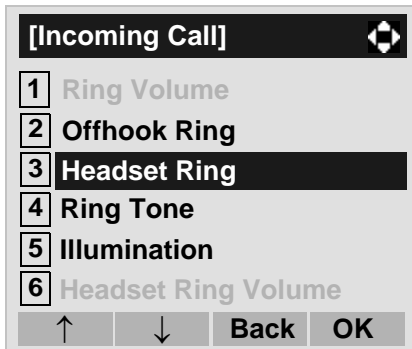 [Incoming Call]
1 Ring Volume
2 Offhook Ring
3 Headset Ring
4 Ring Tone
5 Illumination
6 Headset Ring Volume
↑ ↓ Back OK